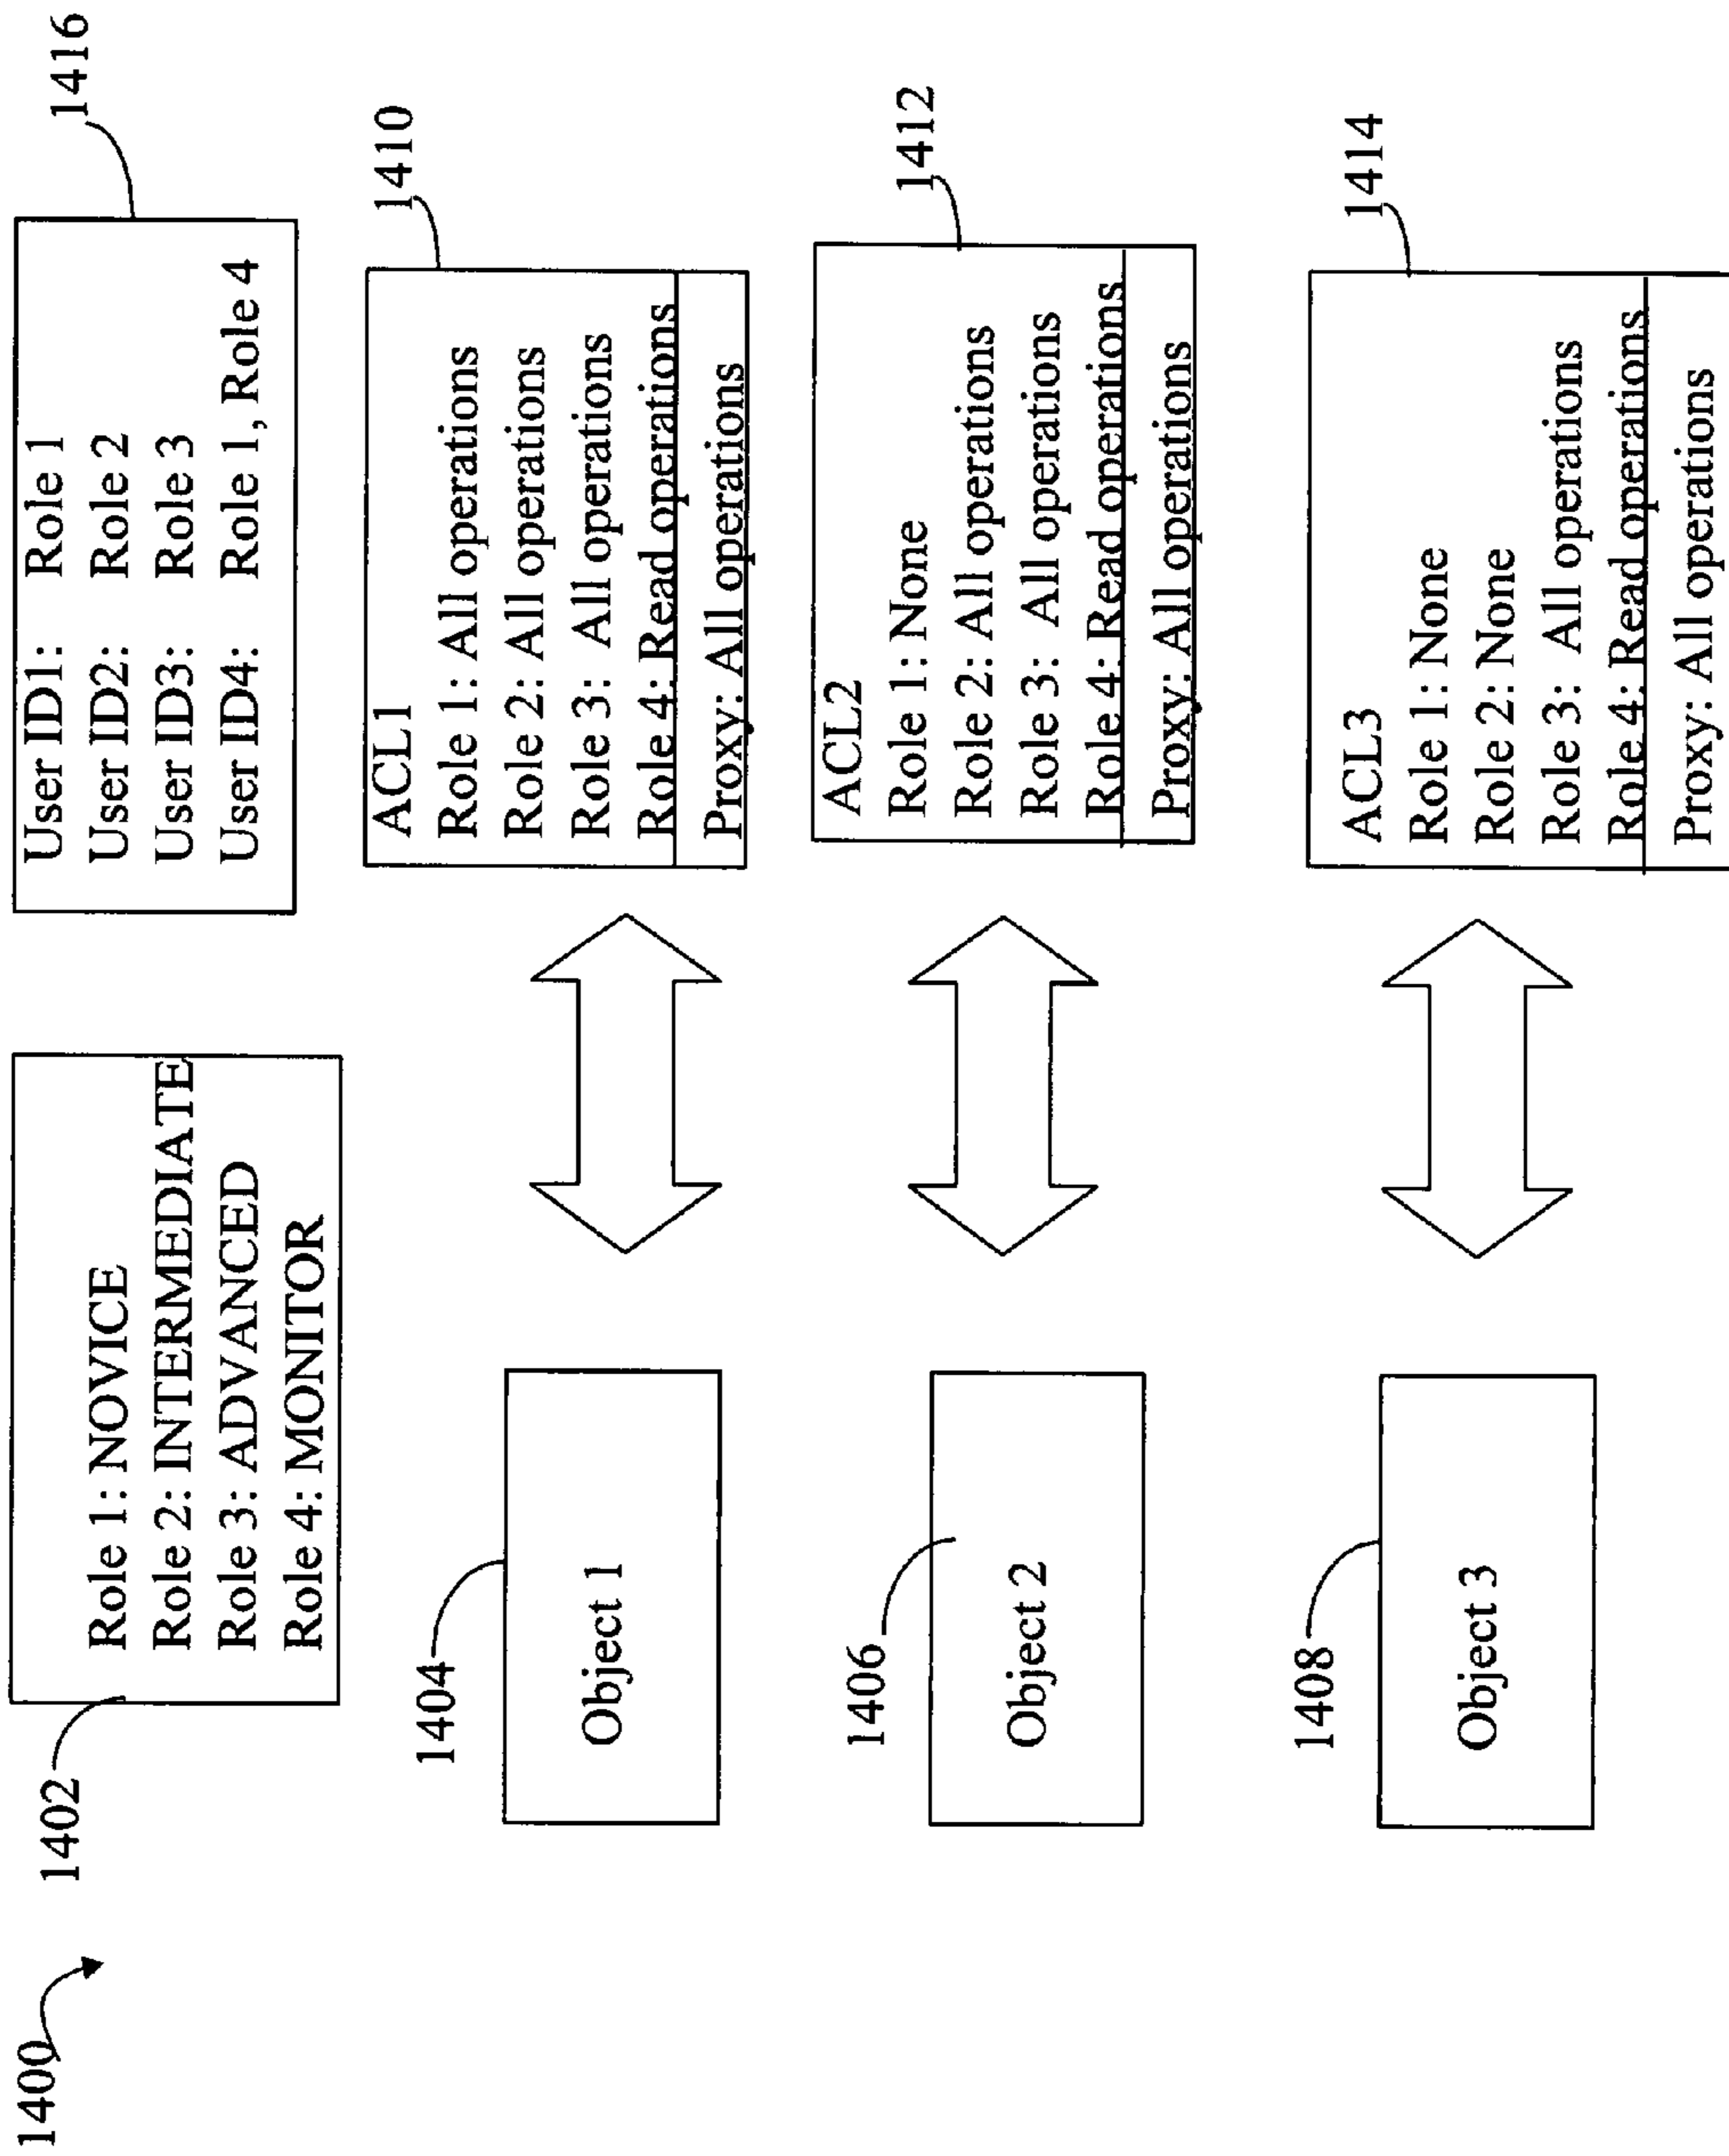 1400
1402
Role 1: NOVICE
Role 2: INTERMEDIATE
Role 3: ADVANCED
Role 4: MONITOR
1416
User ID1: Role 1
User ID2: Role 2
User ID3: Role 3
User ID4: Role 1, Role 4
1404
Object 1
1410
ACL1
Role 1: All operations
Role 2: All operations
Role 3: All operations
Role 4: Read operations
Proxy: All operations
1406
Object 2
1412
ACL2
Role 1: None
Role 2: All operations
Role 3: All operations
Role 4: Read operations
Proxy: All operations
1408
Object 3
1414
ACL3
Role 1: None
Role 2: None
Role 3: All operations
Role 4: Read operations
Proxy: All operations